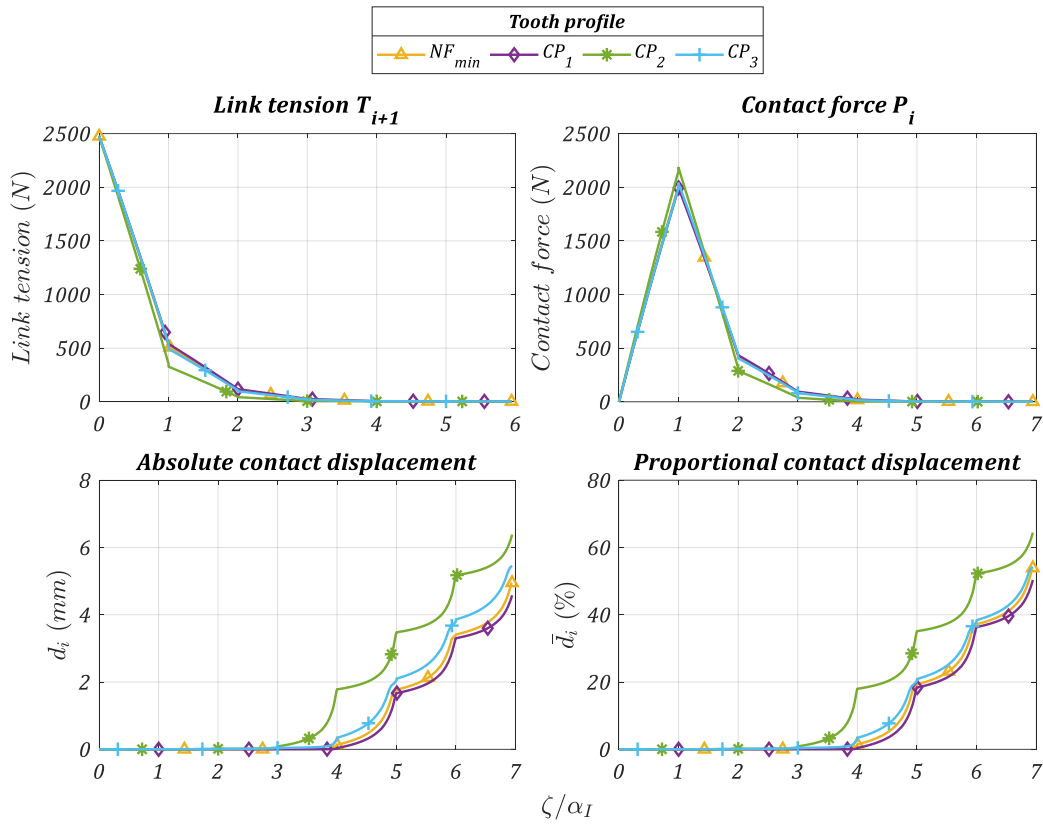 Tooth profile
NF_min CP_1 CP_2 CP_3
Link tension T_{i+1}
Link tension (N)
2500
2000
1500
1000
500
0
0 1 2 3 4 5 6
Contact force P_i
Contact force (N)
2500
2000
1500
1000
500
0
0 1 2 3 4 5 6 7
Absolute contact displacement
d_i (mm)
8
6
4
2
0
0 1 2 3 4 5 6 7
Proportional contact displacement
d̄_i (%)
80
60
40
20
0
0 1 2 3 4 5 6 7
ζ/α_I